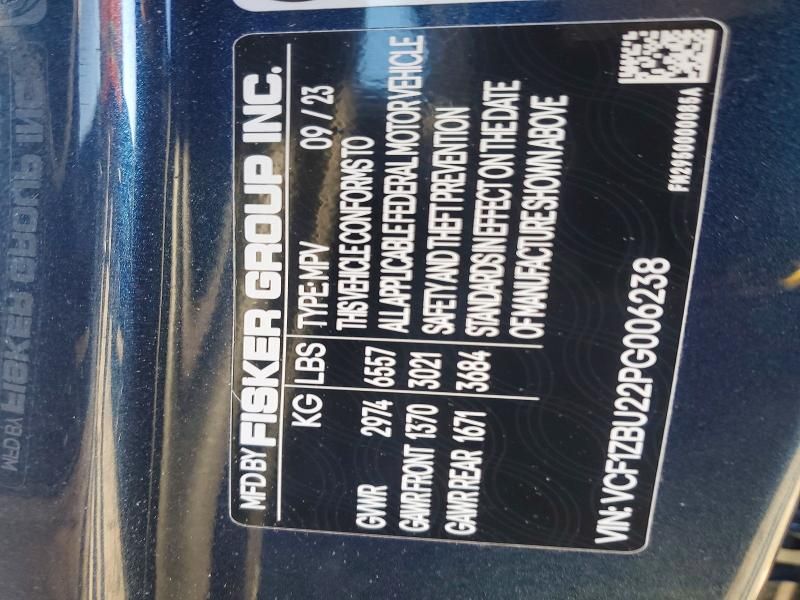 MFD BY FISKER GROUP INC.
KG LBS TYPE: MPV 09 / 23
GVWR 2974 6557
GAWR FRONT 1370 3021
GAWR REAR 1671 3684
THIS VEHICLE CONFORMS TO
ALL APPLICABLE FEDERAL MOTOR VEHICLE
SAFETY AND THEFT PREVENTION
STANDARDS IN EFFECT ON THE DATE
OF MANUFACTURE SHOWN ABOVE
VIN: VCF1ZBU22PG006238
FM29S60000086A